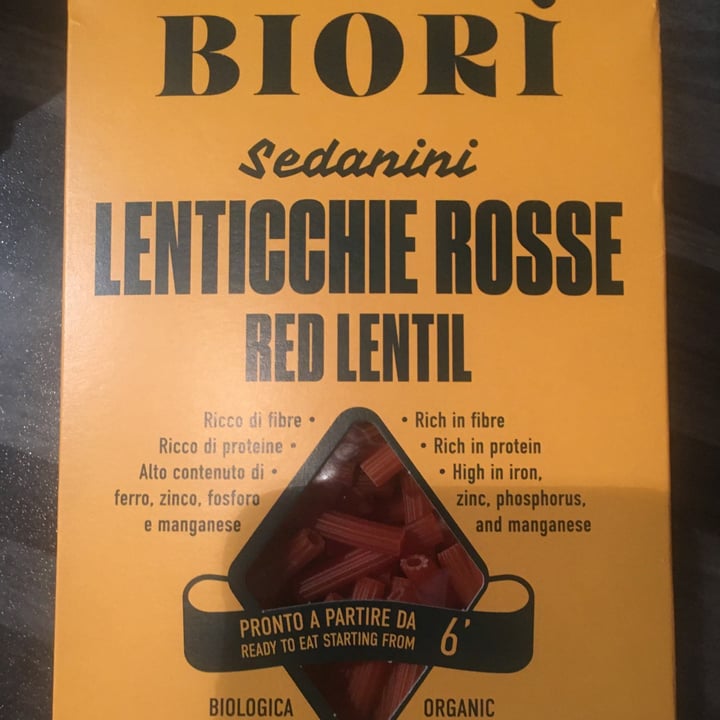 BIORÌ
Sedanini
LENTICCHIE ROSSE
RED LENTIL
Ricco di fibre •
Ricco di proteine •
Alto contenuto di •
ferro, zinco, fosforo
e manganese
• Rich in fibre
• Rich in protein
• High in iron,
zinc, phosphorus,
and manganese
PRONTO A PARTIRE DA
READY TO EAT STARTING FROM
6'
BIOLOGICA
ORGANIC